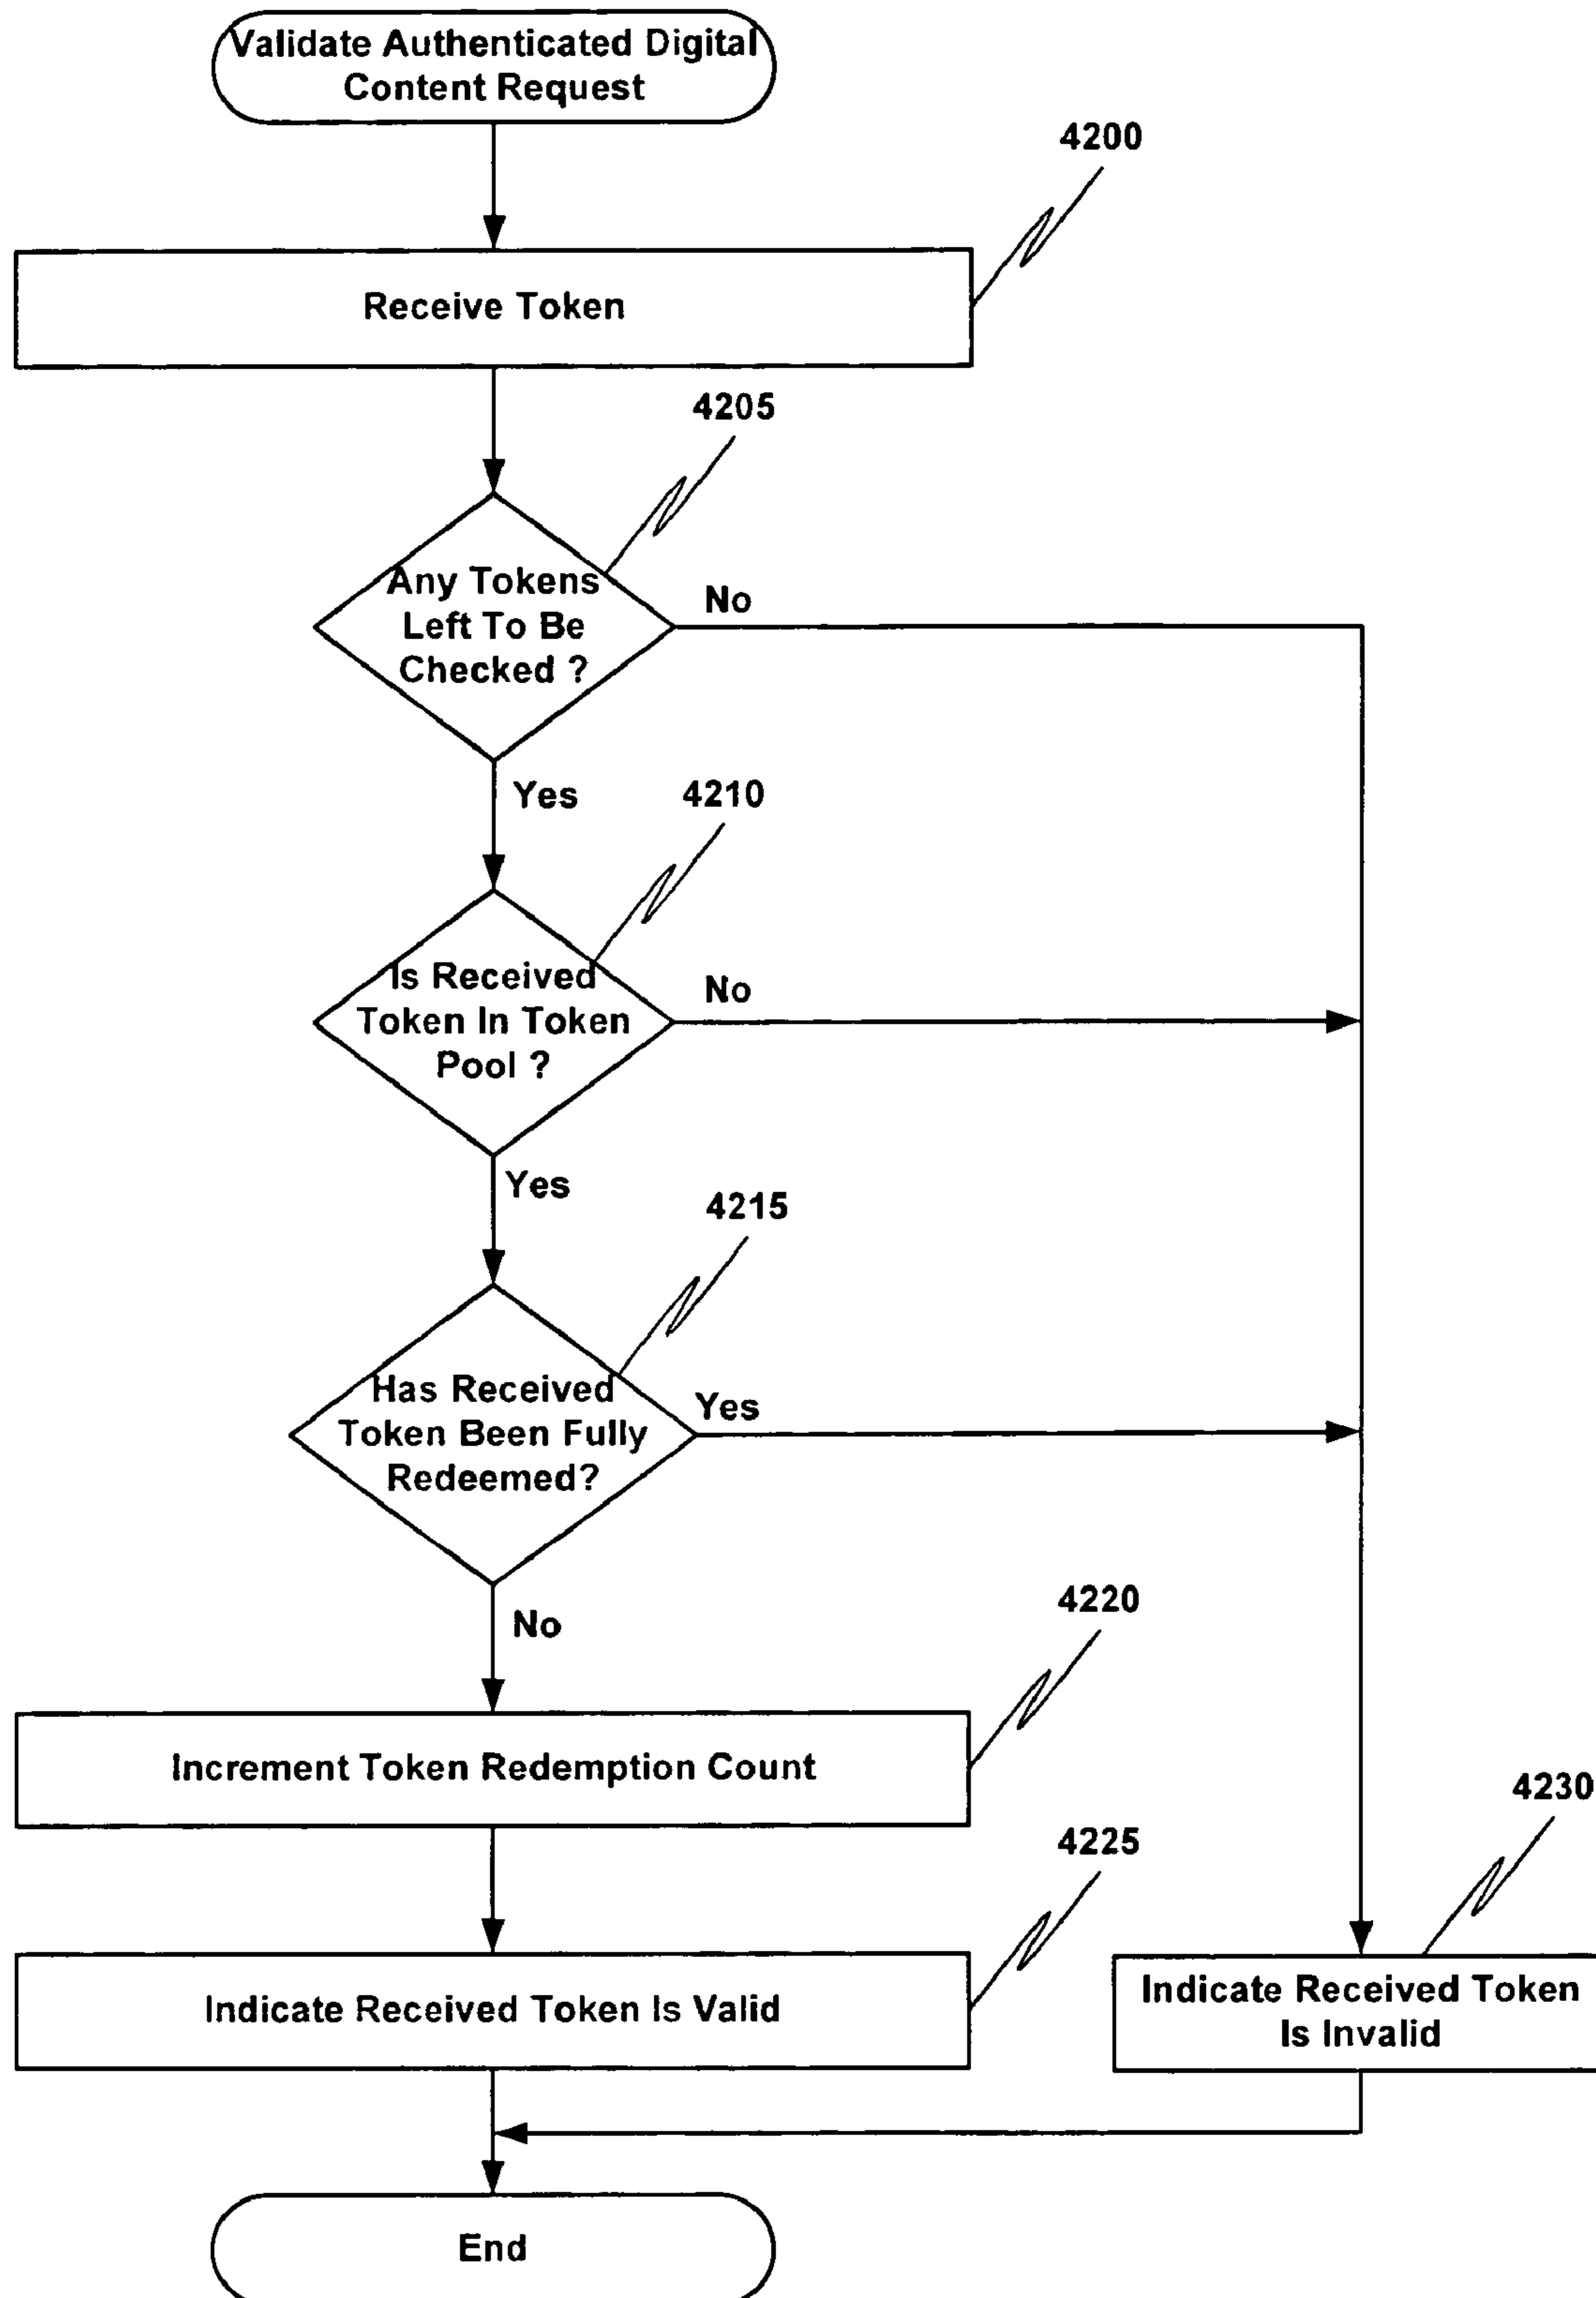 Validate Authenticated Digital
Content Request
4200
Receive Token
4205
Any Tokens
Left To Be
Checked ?
No
Yes
4210
Is Received
Token In Token
Pool ?
No
Yes
4215
Has Received
Token Been Fully
Redeemed?
Yes
No
4220
Increment Token Redemption Count
4230
4225
Indicate Received Token Is Valid
Indicate Received Token
Is Invalid
End